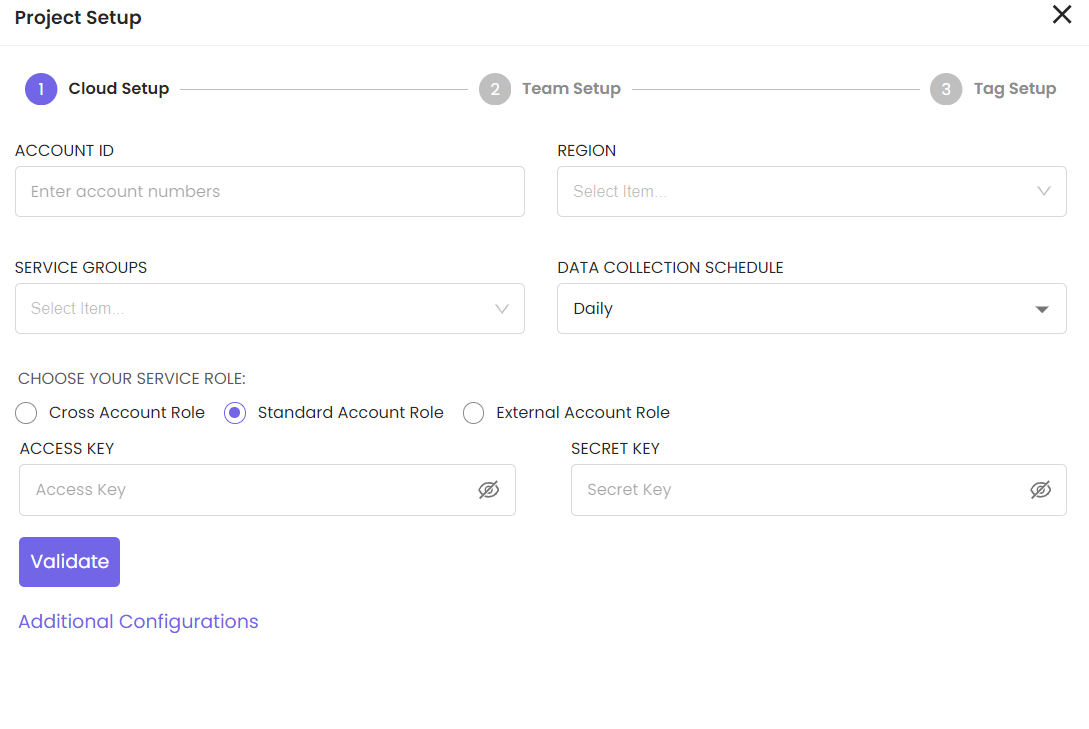 Project Setup
1 Cloud Setup 2 Team Setup 3 Tag Setup
ACCOUNT ID REGION
Enter account numbers Select Item...
SERVICE GROUPS DATA COLLECTION SCHEDULE
Select Item... Daily
CHOOSE YOUR SERVICE ROLE:
Cross Account Role Standard Account Role External Account Role
ACCESS KEY SECRET KEY
Access Key Secret Key
Validate
Additional Configurations